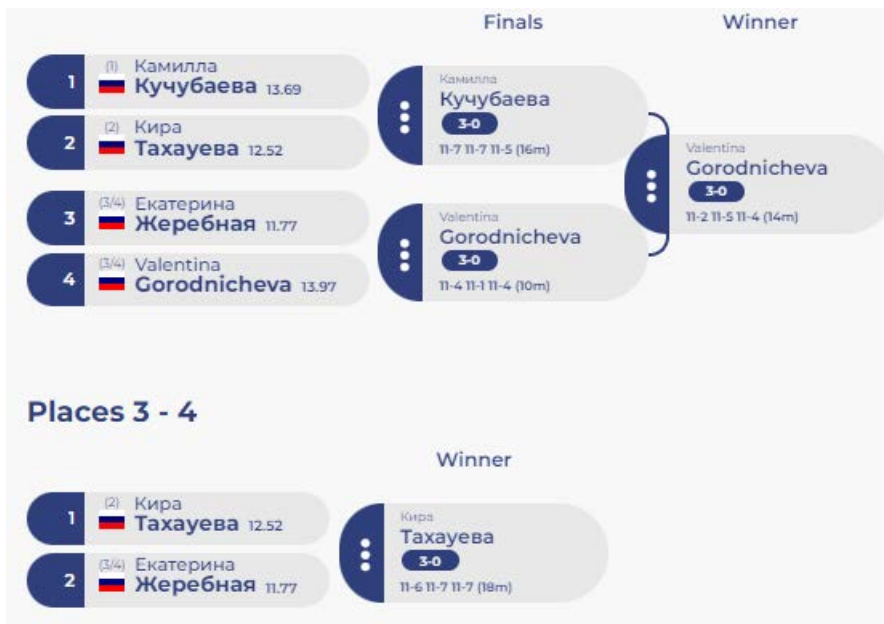 Finals Winner
1 (1) Камилла
Кучубаева 13.69
2 (2) Кира
Тахауева 12.52
Камилла
Кучубаева
3-0
11-7 11-7 11-5 (16m)
3 (3/4) Екатерина
Жеребная 11.77
4 (3/4) Valentina
Gorodnicheva 13.97
Valentina
Gorodnicheva
3-0
11-4 11-1 11-4 (10m)
Valentina
Gorodnicheva
3-0
11-2 11-5 11-4 (14m)
Places 3 - 4
Winner
1 (2) Кира
Тахауева 12.52
2 (3/4) Екатерина
Жеребная 11.77
Кира
Тахауева
3-0
11-6 11-7 11-7 (18m)